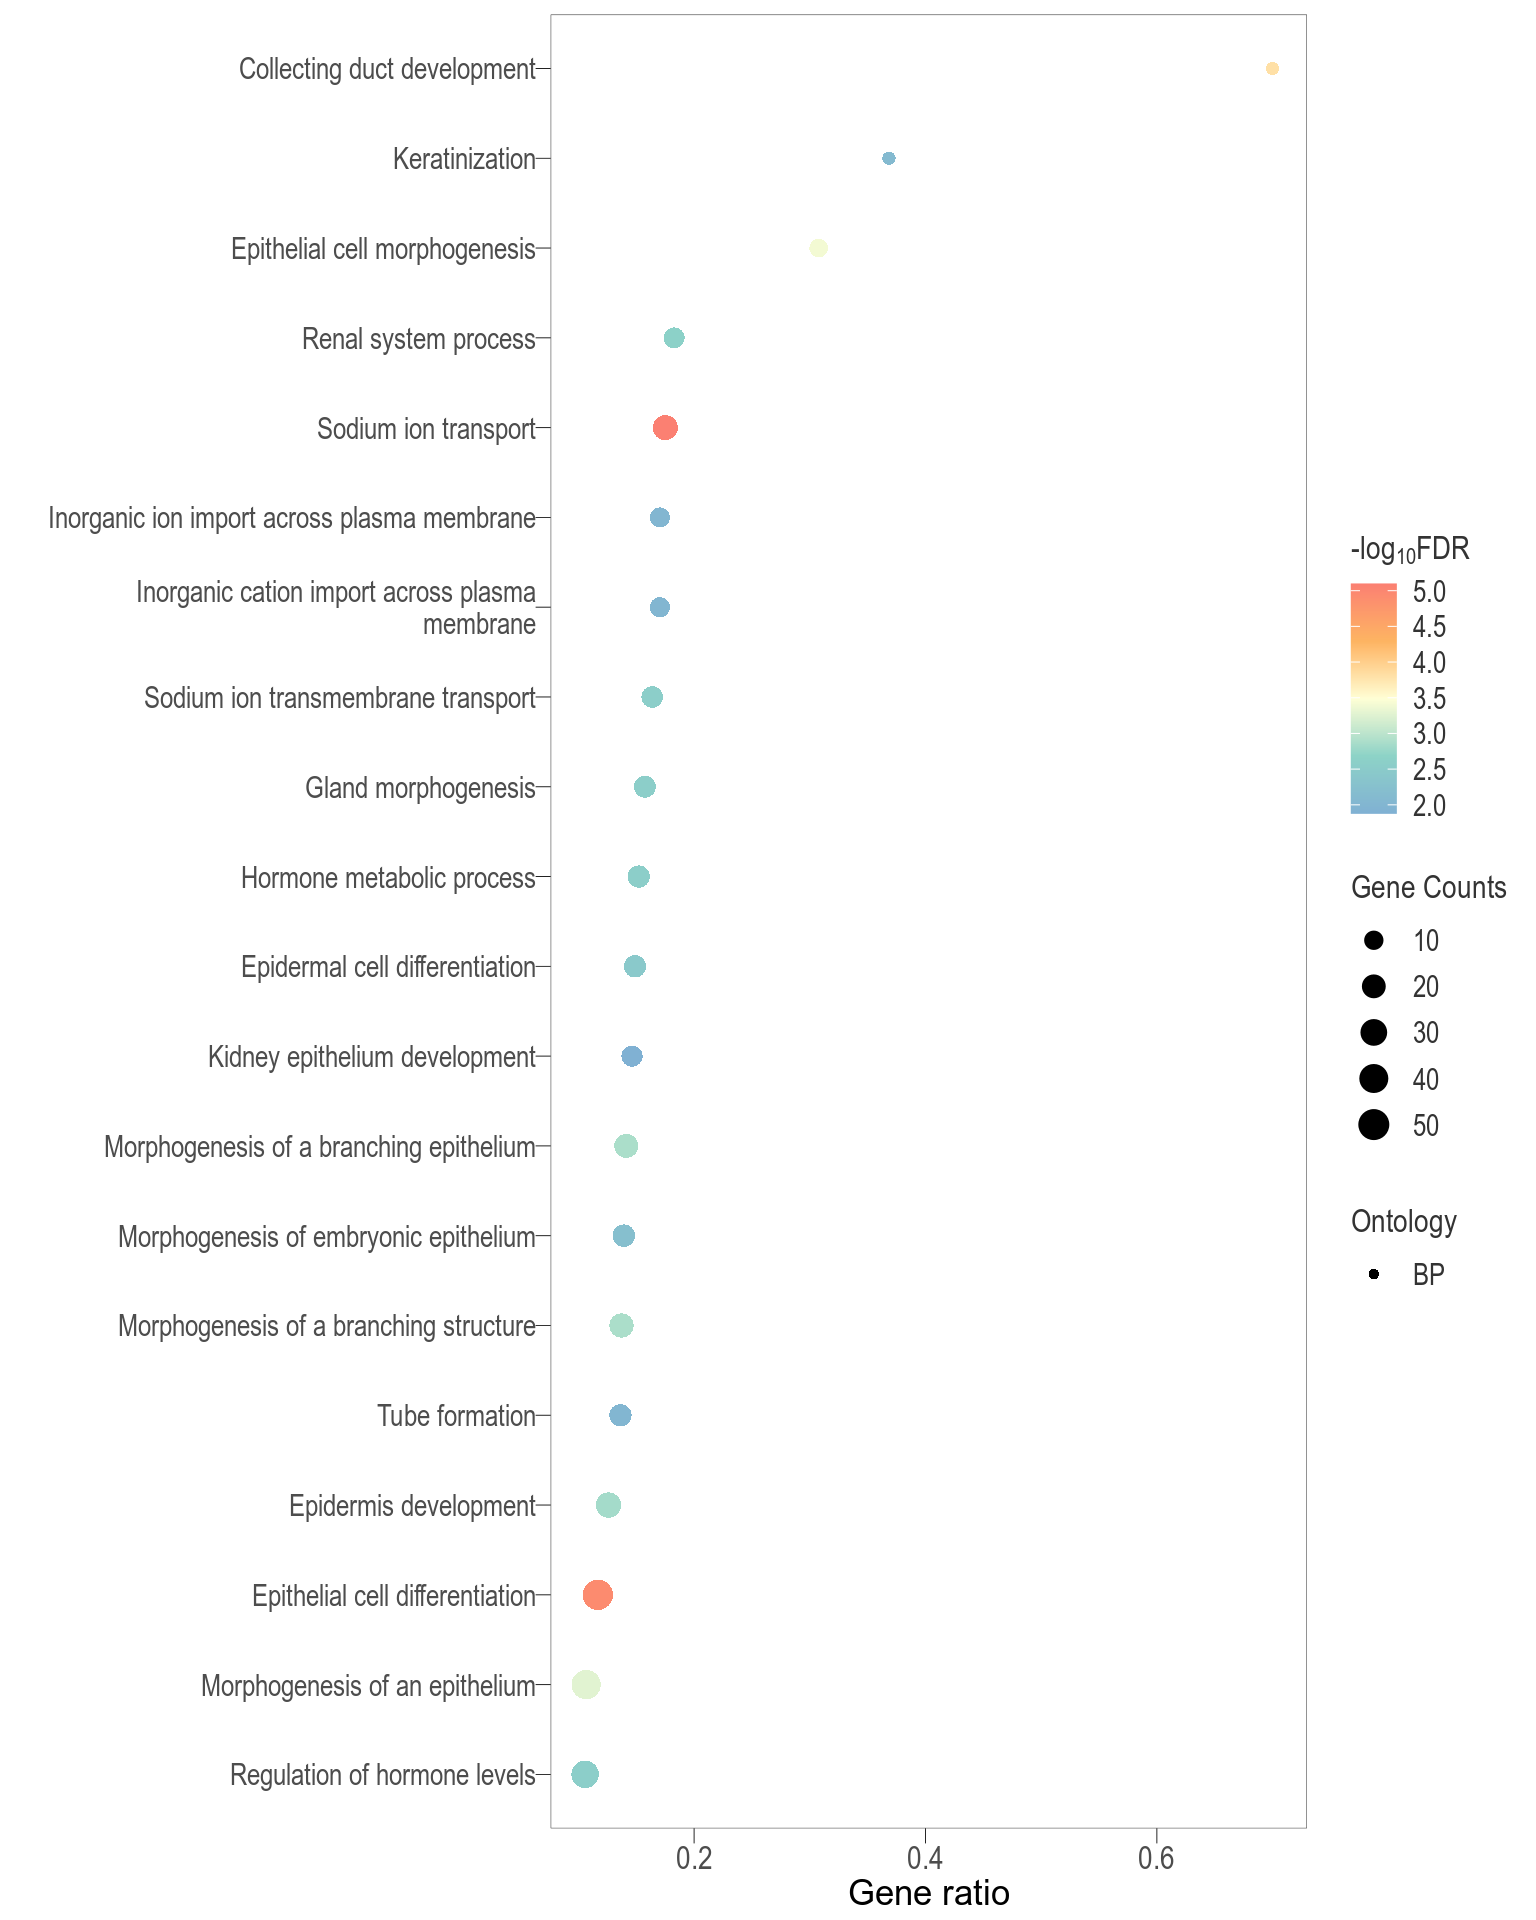 Collecting duct development
Keratinization
Epithelial cell morphogenesis
Renal system process
Sodium ion transport
Inorganic ion import across plasma membrane
Inorganic cation import across plasma
membrane
Sodium ion transmembrane transport
Gland morphogenesis
Hormone metabolic process
Epidermal cell differentiation
Kidney epithelium development
Morphogenesis of a branching epithelium
Morphogenesis of embryonic epithelium
Morphogenesis of a branching structure
Tube formation
Epidermis development
Epithelial cell differentiation
Morphogenesis of an epithelium
Regulation of hormone levels
0.2 0.4 0.6
Gene ratio
-log₁₀FDR
5.0
4.5
4.0
3.5
3.0
2.5
2.0
Gene Counts
10
20
30
40
50
Ontology
BP